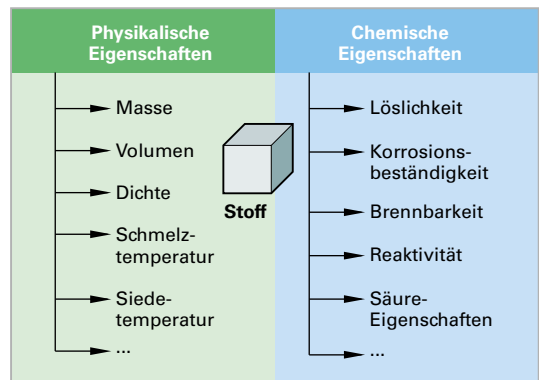 Physikalische
Eigenschaften
Masse
Volumen
Dichte
Schmelz-
temperatur
Siede-
temperatur
...
Stoff
Chemische
Eigenschaften
Löslichkeit
Korrosions-
beständigkeit
Brennbarkeit
Reaktivität
Säure-
Eigenschaften
...